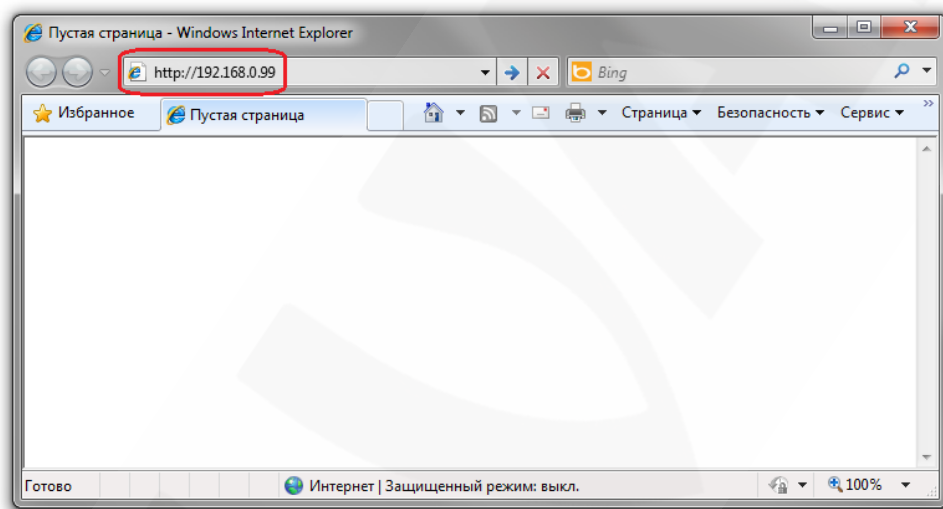 Пустая страница - Windows Internet Explorer
http://192.168.0.99 Bing
Избранное Пустая страница Страница Безопасность Сервис
Готово Интернет | Защищенный режим: выкл. 100%